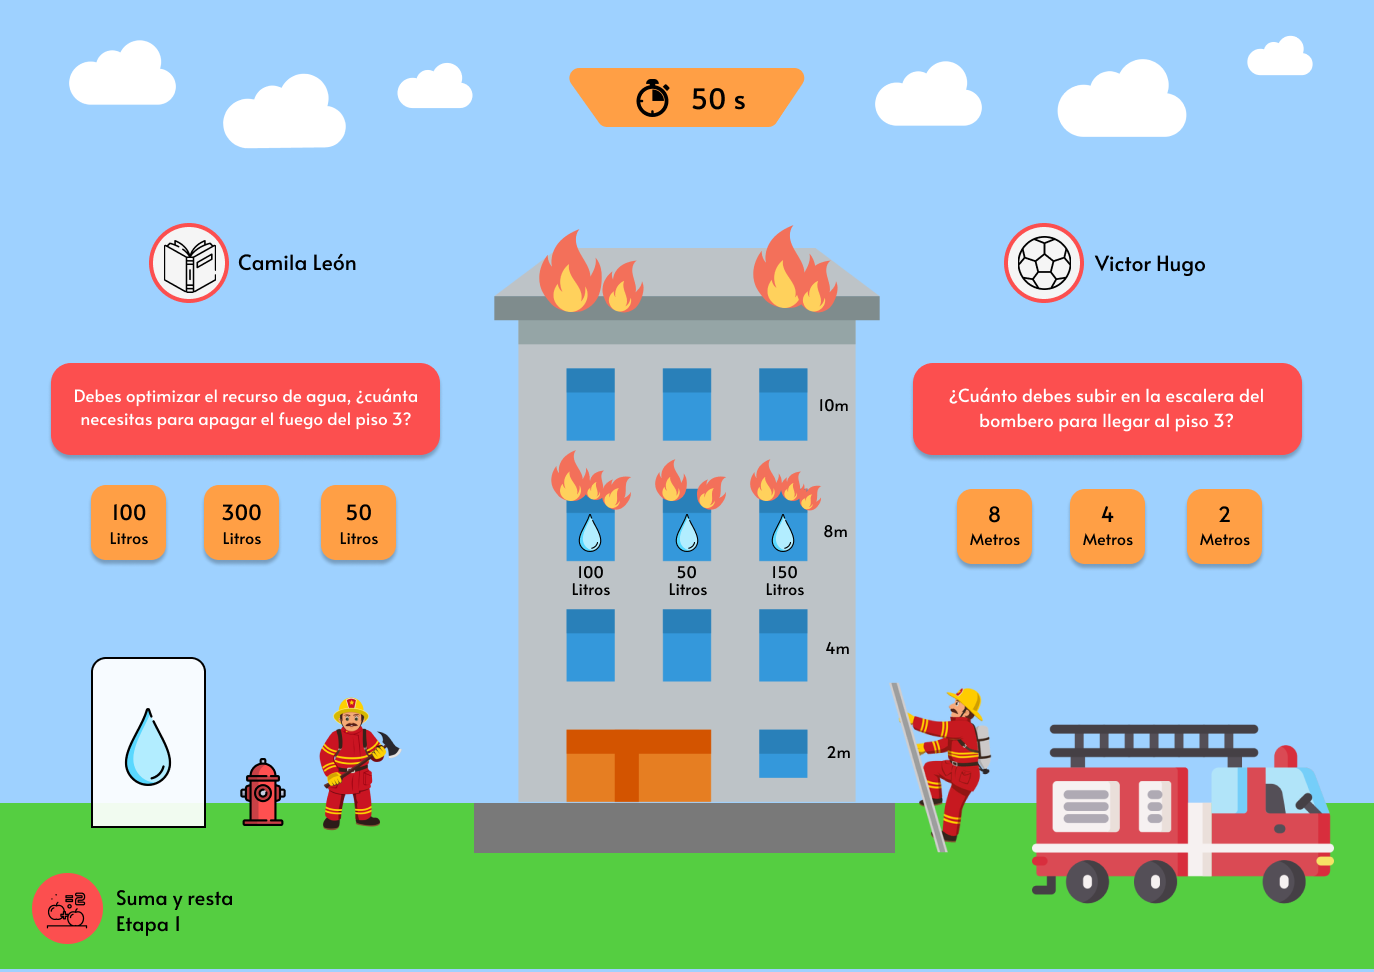 50 s
Camila León
Victor Hugo
Debes optimizar el recurso de agua, ¿cuánta
necesitas para apagar el fuego del piso 3?
¿Cuánto debes subir en la escalera del
bombero para llegar al piso 3?
100
Litros
300
Litros
50
Litros
10m
8m
100
Litros
50
Litros
150
Litros
4m
2m
8
Metros
4
Metros
2
Metros
=2
Suma y resta
Etapa 1